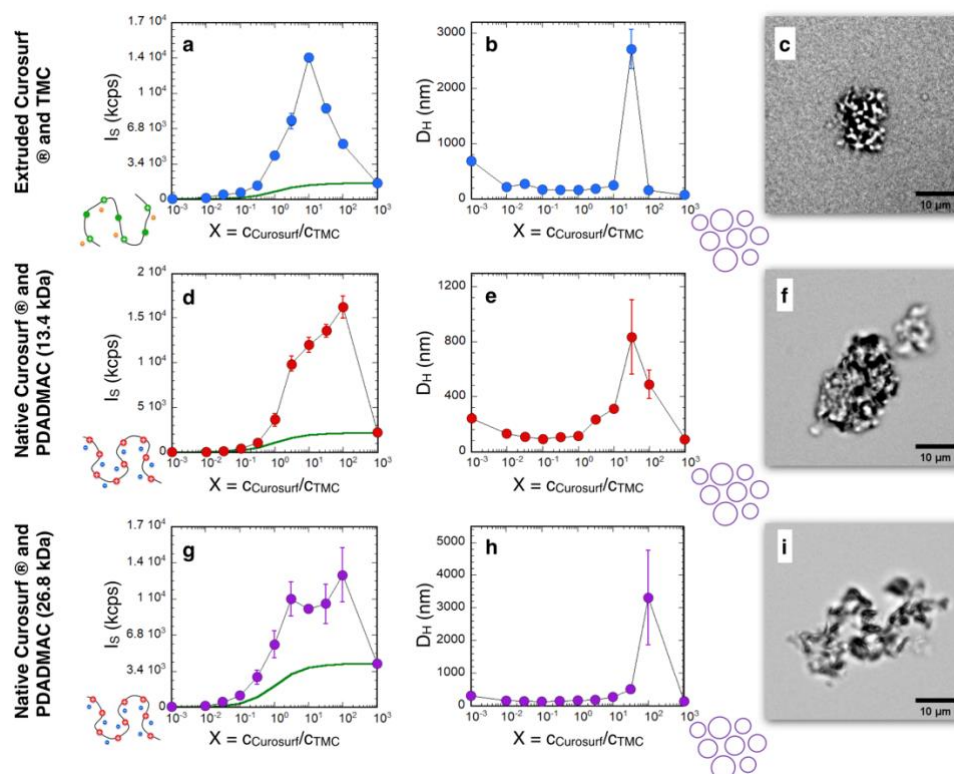 Extruded Curosurf
® and TMC
a
I_S (kcps)
1.7 10⁴
1.4 10⁴
1 10⁴
6.8 10³
3.4 10³
0
10⁻³ 10⁻² 10⁻¹ 10⁰ 10¹ 10² 10³
X = c_Curosurf/c_TMC
b
D_H (nm)
3000
2000
1000
0
10⁻³ 10⁻² 10⁻¹ 10⁰ 10¹ 10² 10³
X = c_Curosurf/c_TMC
c
10 µm
Native Curosurf ® and
PDADMAC (13.4 kDa)
d
I_S (kcps)
2 10⁴
1.5 10⁴
1 10⁴
5 10³
0
10⁻³ 10⁻² 10⁻¹ 10⁰ 10¹ 10² 10³
X = c_Curosurf/c_TMC
e
D_H (nm)
1200
800
400
0
10⁻³ 10⁻² 10⁻¹ 10⁰ 10¹ 10² 10³
X = c_Curosurf/c_TMC
f
10 µm
Native Curosurf ® and
PDADMAC (26.8 kDa)
g
I_S (kcps)
1.7 10⁴
1.4 10⁴
1 10⁴
6.8 10³
3.4 10³
0
10⁻³ 10⁻² 10⁻¹ 10⁰ 10¹ 10² 10³
X = c_Curosurf/c_TMC
h
D_H (nm)
5000
4000
3000
2000
1000
0
10⁻³ 10⁻² 10⁻¹ 10⁰ 10¹ 10² 10³
X = c_Curosurf/c_TMC
i
10 µm